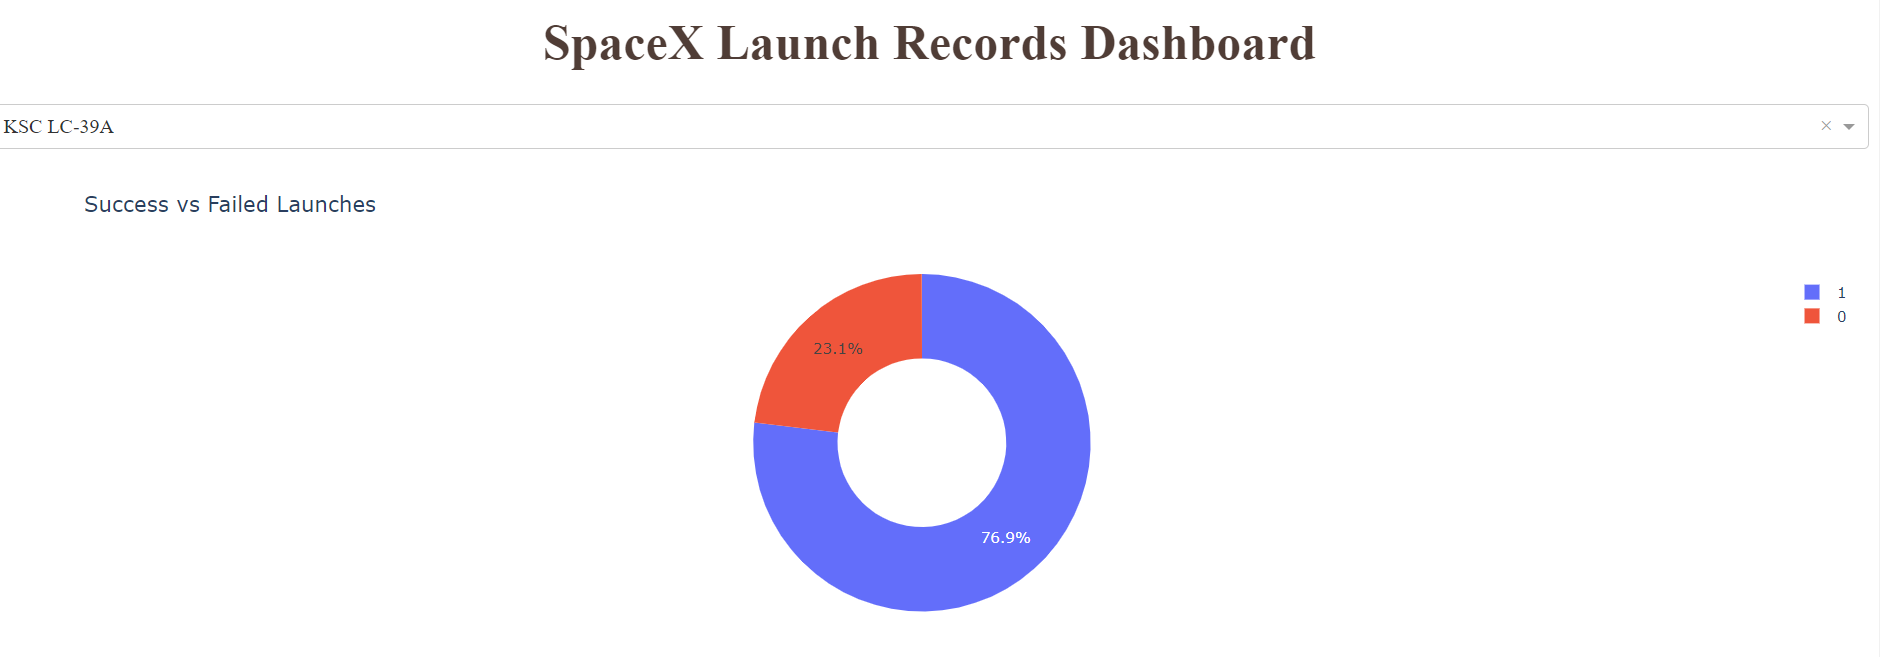 SpaceX Launch Records Dashboard
KSC LC-39A
×
Success vs Failed Launches
1
0
23.1%
76.9%